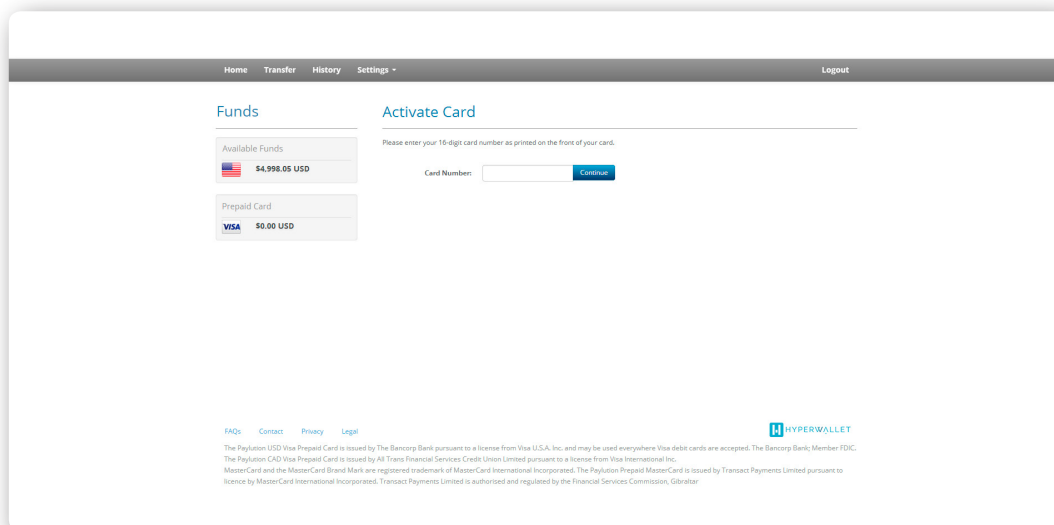 Home Transfer History Settings Logout
Funds
Available Funds
$4,998.05 USD
Prepaid Card
VISA $0.00 USD
Activate Card
Please enter your 16-digit card number as printed on the front of your card.
Card Number: Continue
FAQs Contact Privacy Legal
HYPERWALLET
The Paylution USD Visa Prepaid Card is issued by The Bancorp Bank pursuant to a license from Visa U.S.A. Inc. and may be used everywhere Visa debit cards are accepted. The Bancorp Bank; Member FDIC.
The Paylution CAD Visa Prepaid Card is issued by All Trans Financial Services Credit Union Limited pursuant to a license from Visa International Inc.
MasterCard and the MasterCard Brand Mark are registered trademark of MasterCard International Incorporated. The Paylution Prepaid MasterCard is issued by Transact Payments Limited pursuant to
licence by MasterCard International Incorporated. Transact Payments Limited is authorised and regulated by the Financial Services Commission, Gibraltar